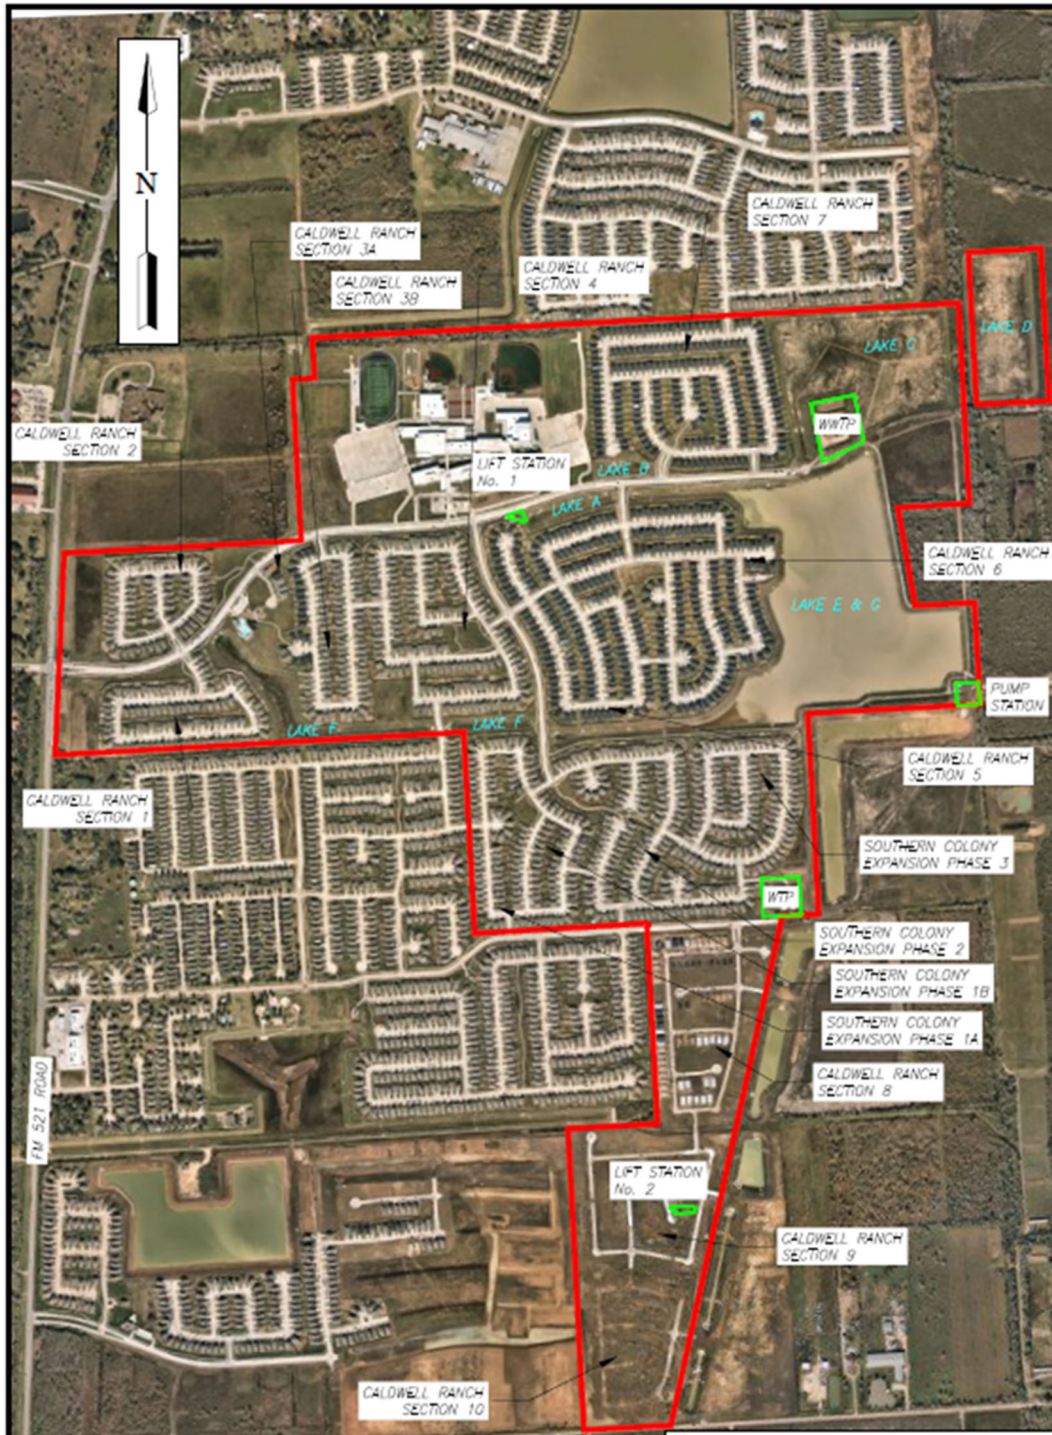 N
CALDWELL RANCH
SECTION 7
CALDWELL RANCH
SECTION 3A
CALDWELL RANCH
SECTION 3B
CALDWELL RANCH
SECTION 4
LAKE D
LAKE C
CALDWELL RANCH
SECTION 2
WWTP
LIFT STATION
No. 1
LAKE B
LAKE A
CALDWELL RANCH
SECTION 6
LAKE E & G
PUMP
STATION
LAKE F
LAKE F
CALDWELL RANCH
SECTION 5
CALDWELL RANCH
SECTION 1
SOUTHERN COLONY
EXPANSION PHASE 3
WTP
SOUTHERN COLONY
EXPANSION PHASE 2
SOUTHERN COLONY
EXPANSION PHASE 1B
SOUTHERN COLONY
EXPANSION PHASE 1A
CALDWELL RANCH
SECTION 8
FM 521 ROAD
LIFT STATION
No. 2
CALDWELL RANCH
SECTION 9
CALDWELL RANCH
SECTION 10